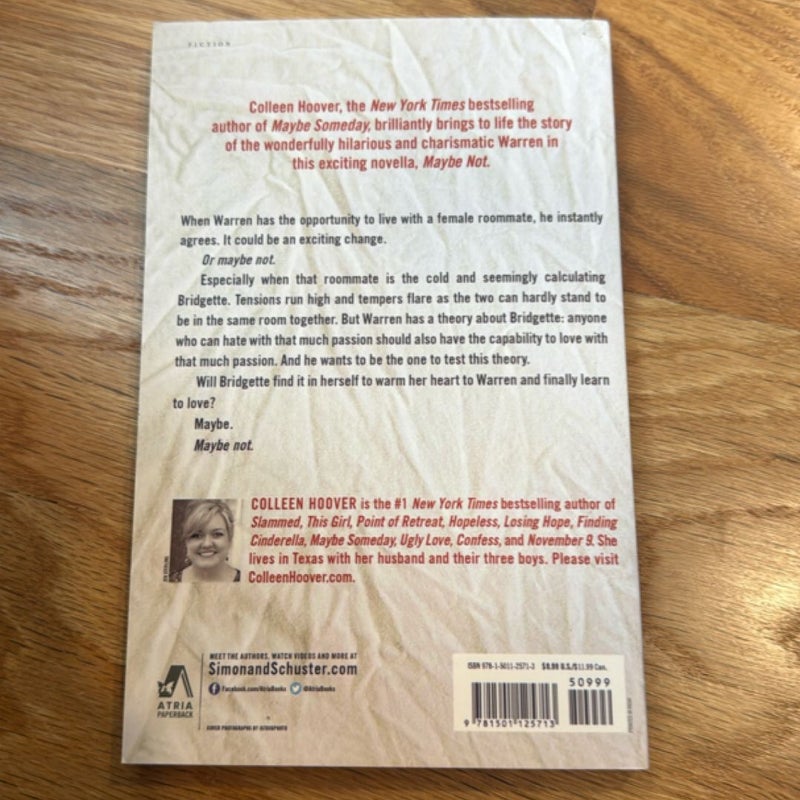 FICTION
Colleen Hoover, the New York Times bestselling
author of Maybe Someday, brilliantly brings to life the story
of the wonderfully hilarious and charismatic Warren in
this exciting novella, Maybe Not.
When Warren has the opportunity to live with a female roommate, he instantly
agrees. It could be an exciting change.
Or maybe not.
Especially when that roommate is the cold and seemingly calculating
Bridgette. Tensions run high and tempers flare as the two can hardly stand to
be in the same room together. But Warren has a theory about Bridgette: anyone
who can hate with that much passion should also have the capability to love with
that much passion. And he wants to be the one to test this theory.
Will Bridgette find it in herself to warm her heart to Warren and finally learn
to love?
Maybe.
Maybe not.
COLLEEN HOOVER is the #1 New York Times bestselling author of
Slammed, This Girl, Point of Retreat, Hopeless, Losing Hope, Finding
Cinderella, Maybe Someday, Ugly Love, Confess, and November 9. She
lives in Texas with her husband and their three boys. Please visit
ColleenHoover.com.
MEET THE AUTHORS, WATCH VIDEOS AND MORE AT
SimonandSchuster.com
Facebook.com/AtriaBooks @AtriaBooks
ATRIA
PAPERBACK
COVER PHOTOGRAPHY BY
ISBN 978-1-5011-2571-3 $9.99 U.S./$11.99 Can.
50999
9 781501 125713